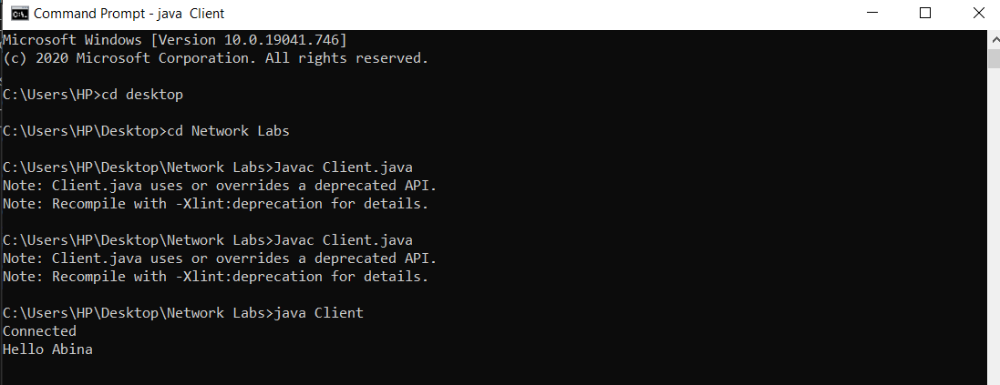 Command Prompt - java  Client
Microsoft Windows [Version 10.0.19041.746]
(c) 2020 Microsoft Corporation. All rights reserved.
C:\Users\HP>cd desktop
C:\Users\HP\Desktop>cd Network Labs
C:\Users\HP\Desktop\Network Labs>Javac Client.java
Note: Client.java uses or overrides a deprecated API.
Note: Recompile with -Xlint:deprecation for details.
C:\Users\HP\Desktop\Network Labs>Javac Client.java
Note: Client.java uses or overrides a deprecated API.
Note: Recompile with -Xlint:deprecation for details.
C:\Users\HP\Desktop\Network Labs>java Client
Connected
Hello Abina